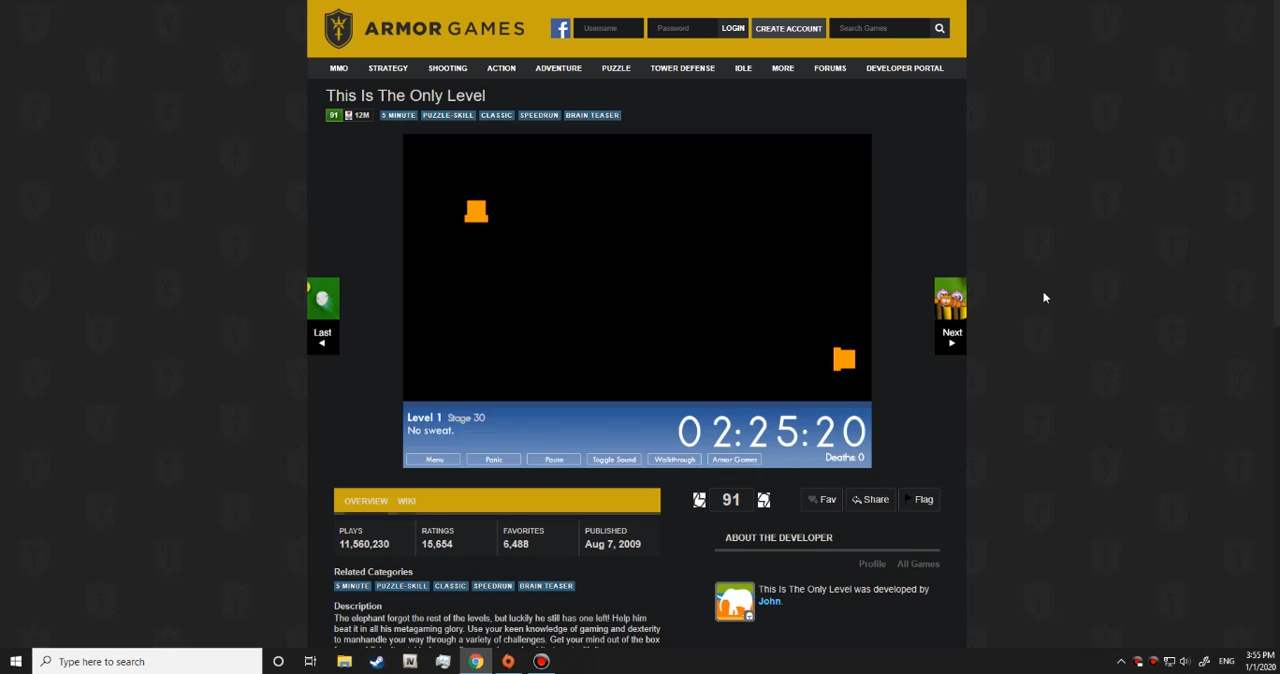 ARMOR GAMES
Username
Password
LOGIN
CREATE ACCOUNT
Search Games
MMO STRATEGY SHOOTING ACTION ADVENTURE PUZZLE TOWER DEFENSE IDLE MORE FORUMS DEVELOPER PORTAL
This Is The Only Level
91 12M 5 MINUTE PUZZLE-SKILL CLASSIC SPEEDRUN BRAIN TEASER
Last
Next
Level 1 Stage 30
No sweat.
02:25:20
Deaths: 0
Menu Panic Pause Toggle Sound Walkthrough Armor Games
OVERVIEW WIKI
91
Fav Share Flag
PLAYS RATINGS FAVORITES PUBLISHED
11,560,230 15,654 6,488 Aug 7, 2009
Related Categories
5 MINUTE PUZZLE-SKILL CLASSIC SPEEDRUN BRAIN TEASER
Description
The elephant forgot the rest of the levels, but luckily he still has one left! Help him
beat it in all his metagaming glory. Use your keen knowledge of gaming and dexterity
to manhandle your way through a variety of challenges. Get your mind out of the box
ABOUT THE DEVELOPER
Profile All Games
This Is The Only Level was developed by
John.
Type here to search
IV
ENG
3:55 PM
1/1/2020